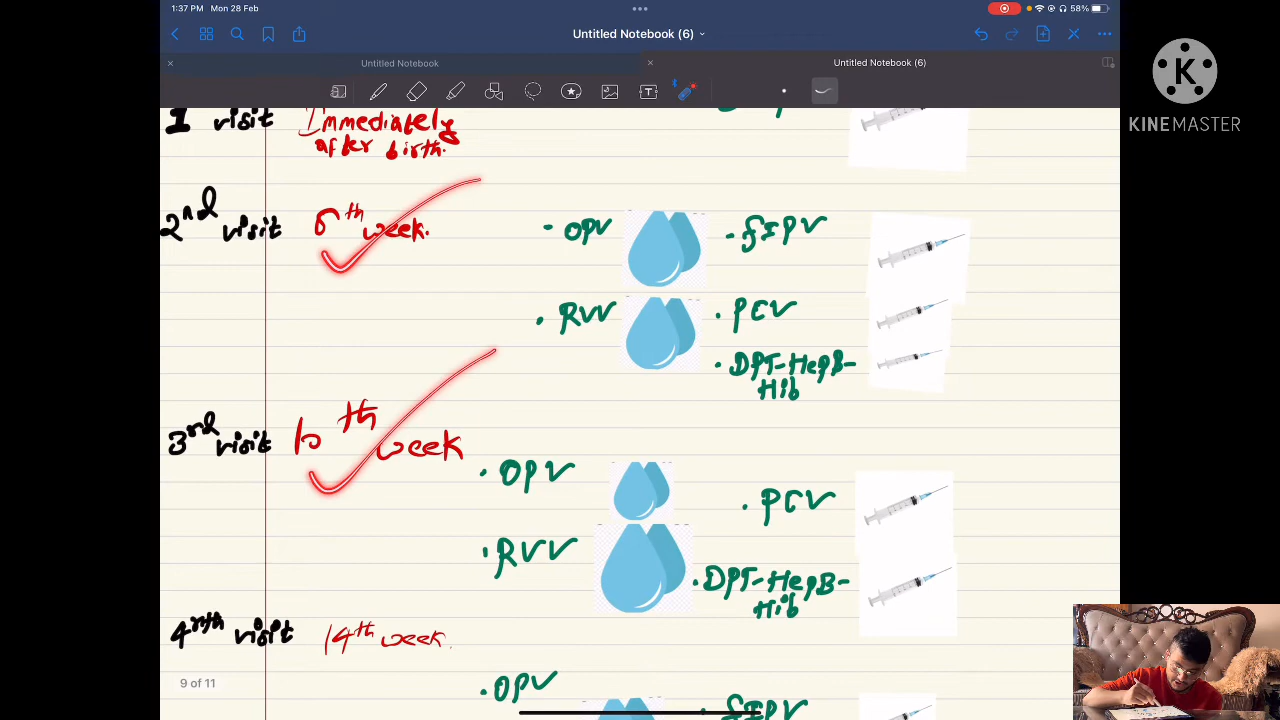 1:37 PM Mon 28 Feb
58%
Untitled Notebook (6)
Untitled Notebook
Untitled Notebook (6)
K
KINEMASTER
1 visit Immediately
after birth.
2nd visit 6th week.
• OPV • fIPV
• RVV • PCV
• DPT-HepB-
Hib
3rd visit 10th week
• OPV
• PCV
• RVV
• DPT-HepB-
Hib
4rth visit 14th week.
9 of 11
• OPV
• fIPV